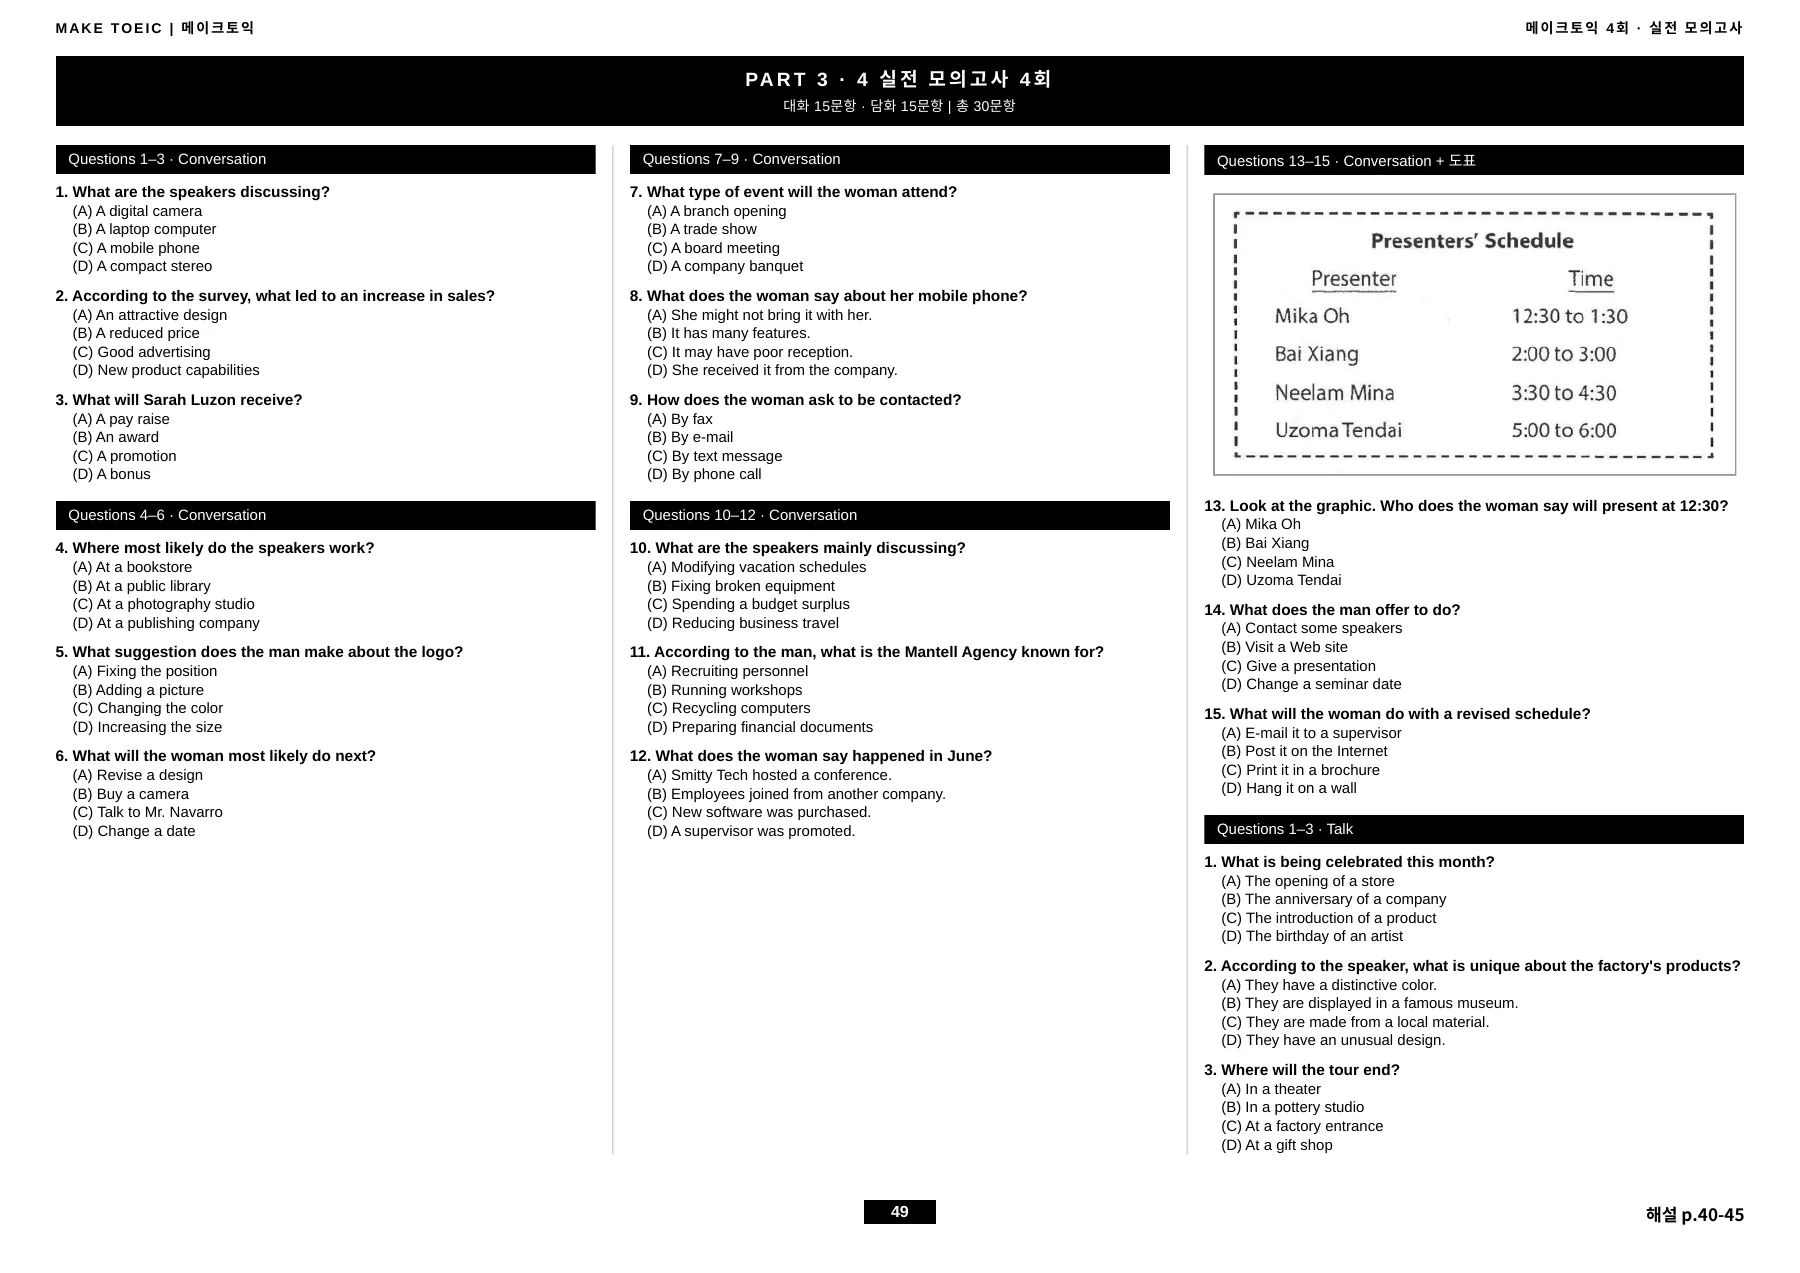 MAKE TOEIC | 메이크토익
메이크토익 4회 · 실전 모의고사
PART 3 · 4 실전 모의고사 4회
대화 15문항 · 담화 15문항 | 총 30문항
Questions 1–3 · Conversation
1. What are the speakers discussing?
(A) A digital camera
(B) A laptop computer
(C) A mobile phone
(D) A compact stereo
2. According to the survey, what led to an increase in sales?
(A) An attractive design
(B) A reduced price
(C) Good advertising
(D) New product capabilities
3. What will Sarah Luzon receive?
(A) A pay raise
(B) An award
(C) A promotion
(D) A bonus
Questions 4–6 · Conversation
4. Where most likely do the speakers work?
(A) At a bookstore
(B) At a public library
(C) At a photography studio
(D) At a publishing company
5. What suggestion does the man make about the logo?
(A) Fixing the position
(B) Adding a picture
(C) Changing the color
(D) Increasing the size
6. What will the woman most likely do next?
(A) Revise a design
(B) Buy a camera
(C) Talk to Mr. Navarro
(D) Change a date
Questions 7–9 · Conversation
7. What type of event will the woman attend?
(A) A branch opening
(B) A trade show
(C) A board meeting
(D) A company banquet
8. What does the woman say about her mobile phone?
(A) She might not bring it with her.
(B) It has many features.
(C) It may have poor reception.
(D) She received it from the company.
9. How does the woman ask to be contacted?
(A) By fax
(B) By e-mail
(C) By text message
(D) By phone call
Questions 10–12 · Conversation
10. What are the speakers mainly discussing?
(A) Modifying vacation schedules
(B) Fixing broken equipment
(C) Spending a budget surplus
(D) Reducing business travel
11. According to the man, what is the Mantell Agency known for?
(A) Recruiting personnel
(B) Running workshops
(C) Recycling computers
(D) Preparing financial documents
12. What does the woman say happened in June?
(A) Smitty Tech hosted a conference.
(B) Employees joined from another company.
(C) New software was purchased.
(D) A supervisor was promoted.
Questions 13–15 · Conversation + 도표
Presenters' Schedule
Presenter Time
Mika Oh 12:30 to 1:30
Bai Xiang 2:00 to 3:00
Neelam Mina 3:30 to 4:30
Uzoma Tendai 5:00 to 6:00
13. Look at the graphic. Who does the woman say will present at 12:30?
(A) Mika Oh
(B) Bai Xiang
(C) Neelam Mina
(D) Uzoma Tendai
14. What does the man offer to do?
(A) Contact some speakers
(B) Visit a Web site
(C) Give a presentation
(D) Change a seminar date
15. What will the woman do with a revised schedule?
(A) E-mail it to a supervisor
(B) Post it on the Internet
(C) Print it in a brochure
(D) Hang it on a wall
Questions 1–3 · Talk
1. What is being celebrated this month?
(A) The opening of a store
(B) The anniversary of a company
(C) The introduction of a product
(D) The birthday of an artist
2. According to the speaker, what is unique about the factory's products?
(A) They have a distinctive color.
(B) They are displayed in a famous museum.
(C) They are made from a local material.
(D) They have an unusual design.
3. Where will the tour end?
(A) In a theater
(B) In a pottery studio
(C) At a factory entrance
(D) At a gift shop
49
해설 p.40-45